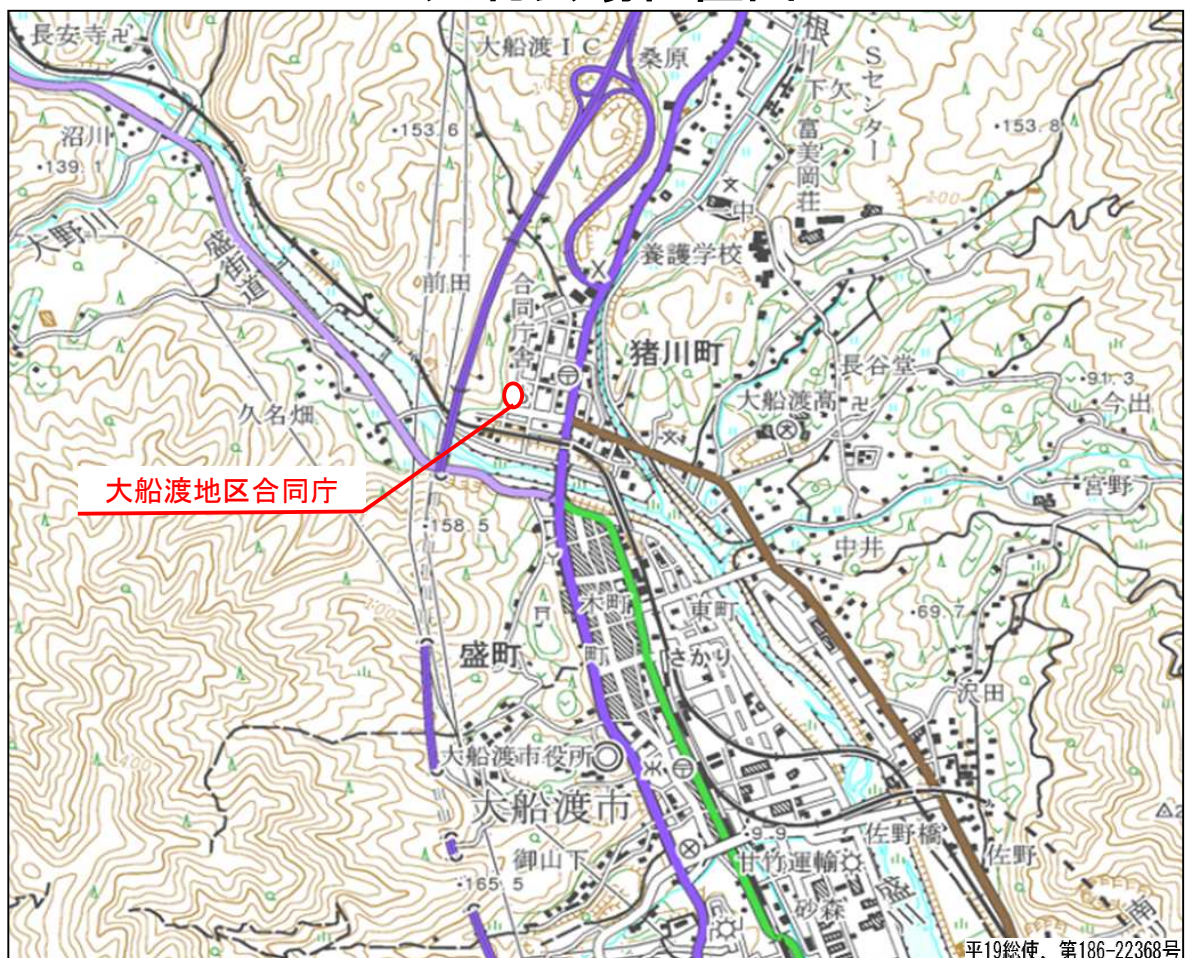 長安寺
大船渡IC
桑原
根川
下欠
Sセンター
富美岡荘
沼川
・139.1
・153.6
・153.8
100
大野川
盛街道
前田
合同庁舎
中
養護学校
猪川町
長谷堂
・91.3
今出
大船渡高
久名畑
大船渡地区合同庁
宮野
・158.5
中井
100
木町
東町
・69.7
盛町
町
さかり
沢田
大船渡市役所
400
大船渡市
・9.9
佐野橋
御山下
甘竹運輸
佐野
・165.5
盛川
砂森
南
平19総使、第186-22368号